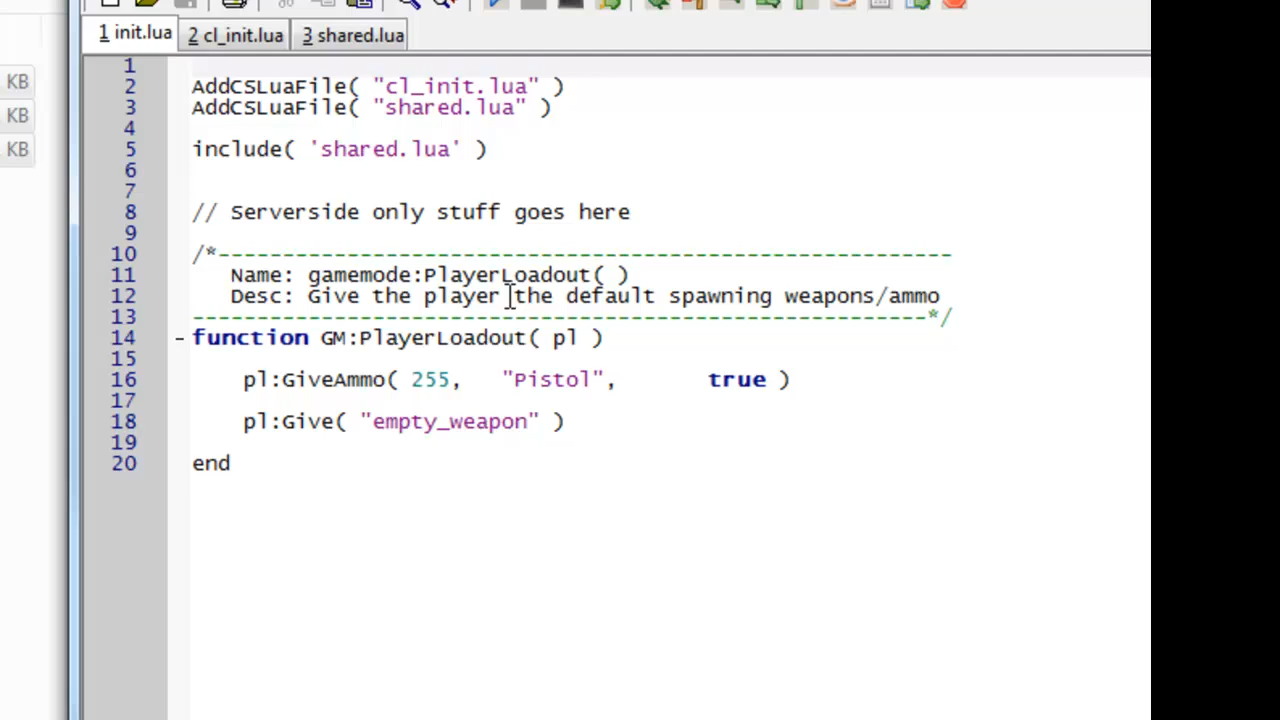 1 init.lua 2 cl_init.lua 3 shared.lua
KB
KB
KB
1
2 AddCSLuaFile( "cl_init.lua" )
3 AddCSLuaFile( "shared.lua" )
4
5 include( 'shared.lua' )
6
7
8 // Serverside only stuff goes here
9
10 /*---------------------------------------------------------
11 Name: gamemode:PlayerLoadout( )
12 Desc: Give the player the default spawning weapons/ammo
13 ---------------------------------------------------------*/
14 function GM:PlayerLoadout( pl )
15
16 pl:GiveAmmo( 255, "Pistol", true )
17
18 pl:Give( "empty_weapon" )
19
20 end